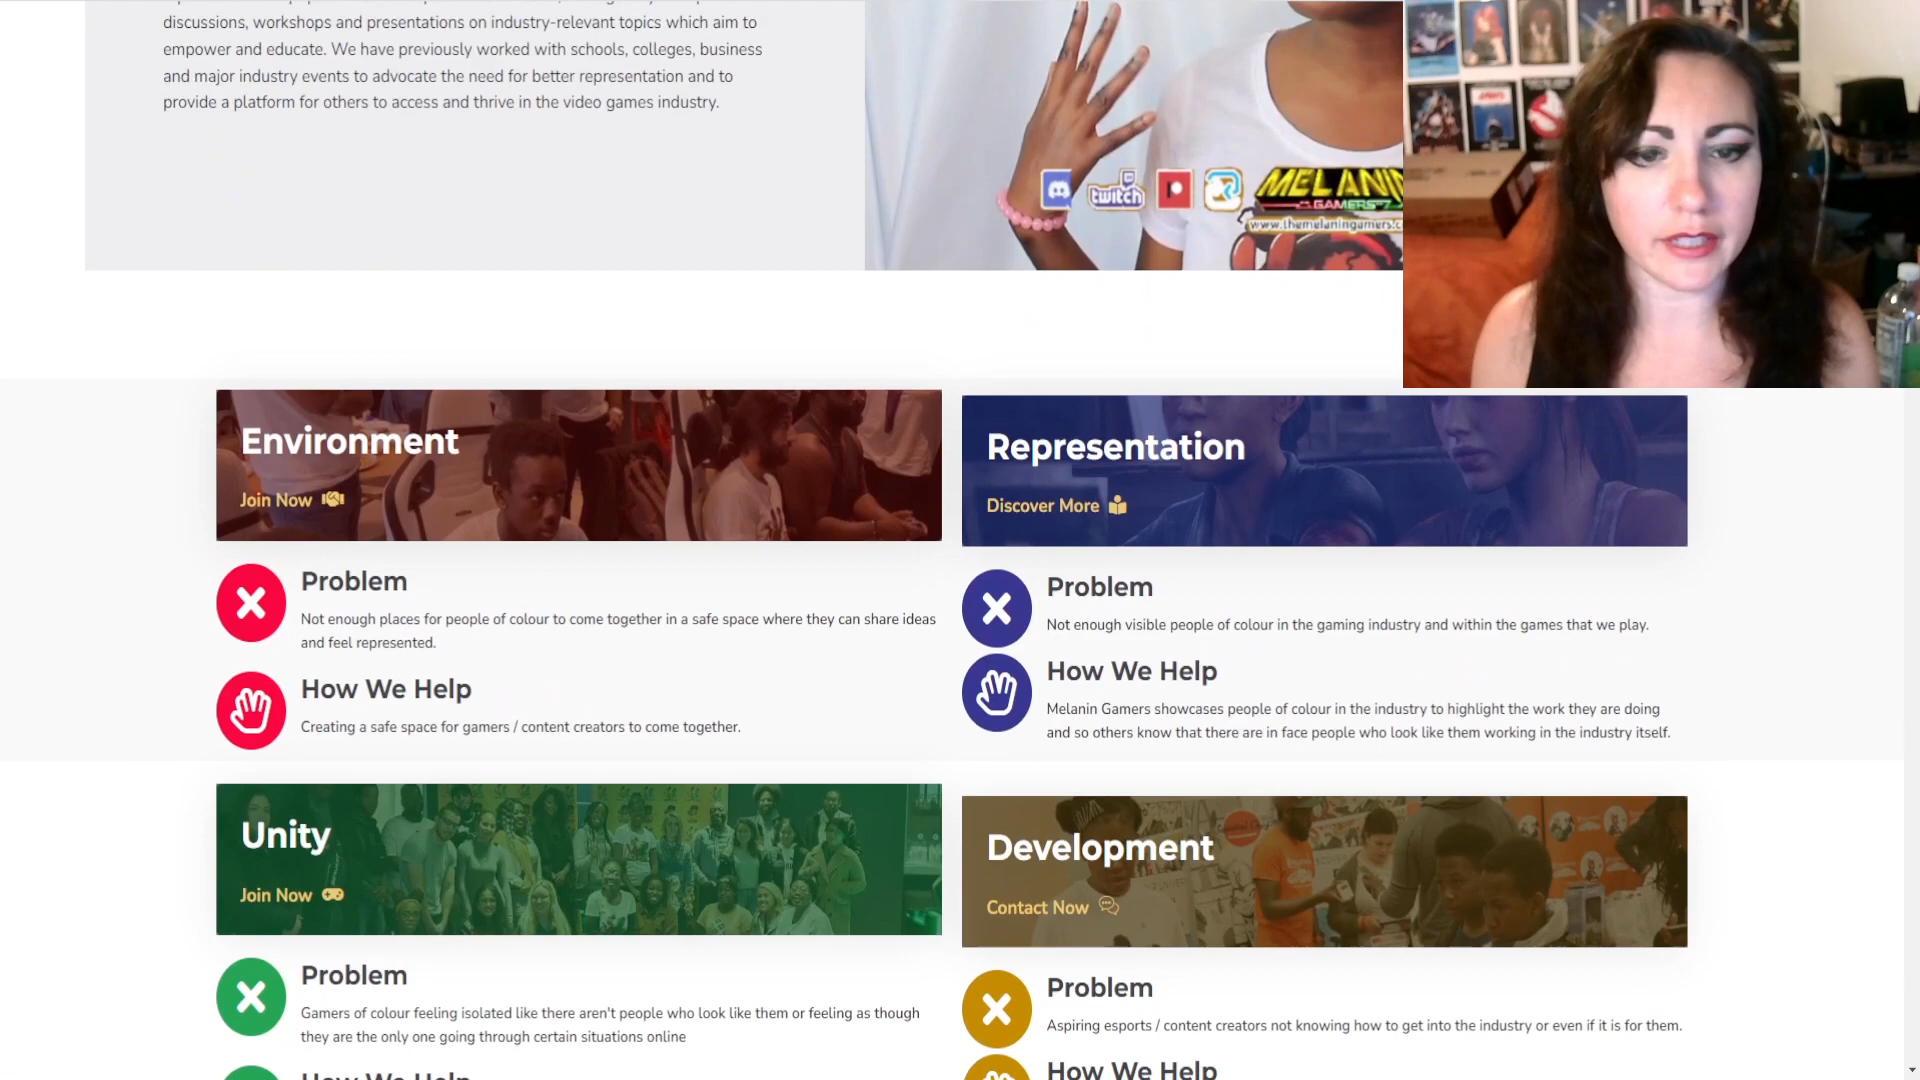 discussions, workshops and presentations on industry-relevant topics which aim to
empower and educate. We have previously worked with schools, colleges, business
and major industry events to advocate the need for better representation and to
provide a platform for others to access and thrive in the video games industry.
twitch
GAMERS
www.themelaningamers.c
Environment
Join Now
Problem
Not enough places for people of colour to come together in a safe space where they can share ideas
and feel represented.
How We Help
Creating a safe space for gamers / content creators to come together.
Representation
Discover More
Problem
Not enough visible people of colour in the gaming industry and within the games that we play.
How We Help
Melanin Gamers showcases people of colour in the industry to highlight the work they are doing
and so others know that there are in face people who look like them working in the industry itself.
Unity
Join Now
Problem
Gamers of colour feeling isolated like there aren't people who look like them or feeling as though
they are the only one going through certain situations online
How We Help
Development
Contact Now
Problem
Aspiring esports / content creators not knowing how to get into the industry or even if it is for them.
How We Help